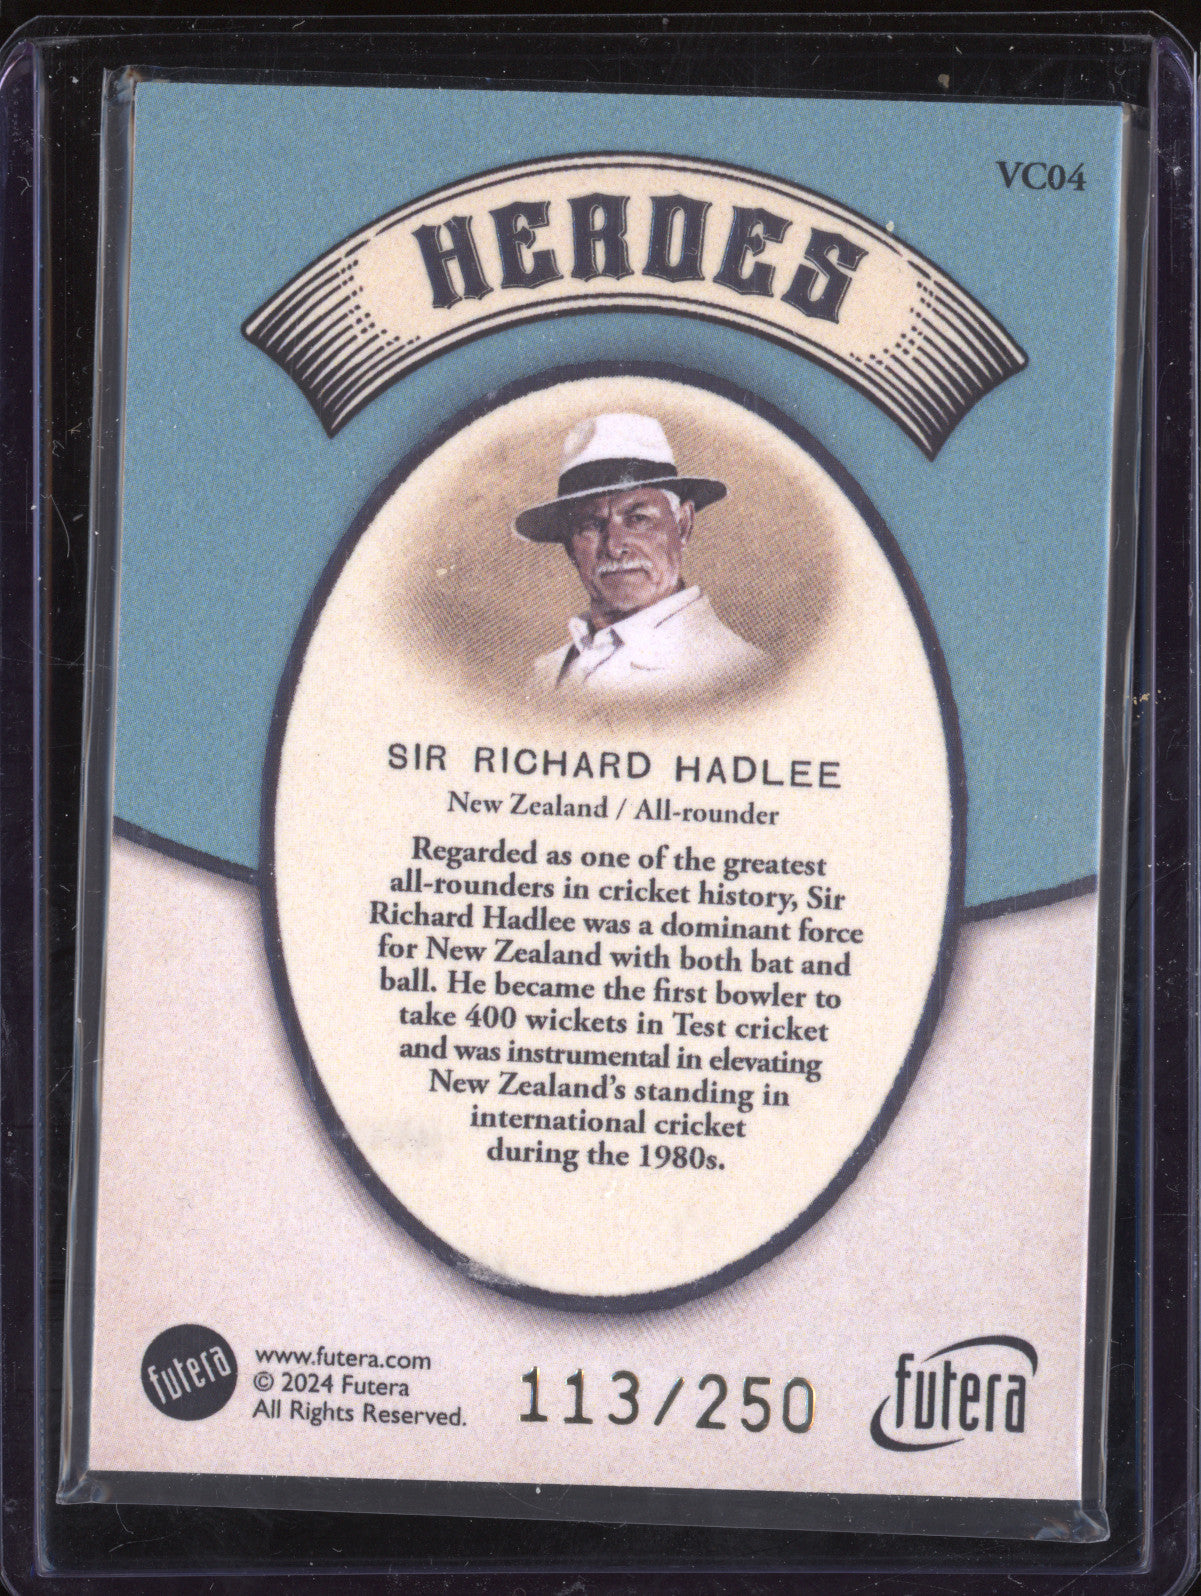 VC04
HEROES
SIR RICHARD HADLEE
New Zealand / All-rounder
Regarded as one of the greatest
all-rounders in cricket history, Sir
Richard Hadlee was a dominant force
for New Zealand with both bat and
ball. He became the first bowler to
take 400 wickets in Test cricket
and was instrumental in elevating
New Zealand's standing in
international cricket
during the 1980s.
futera
www.futera.com
© 2024 Futera
All Rights Reserved.
113/250
futera